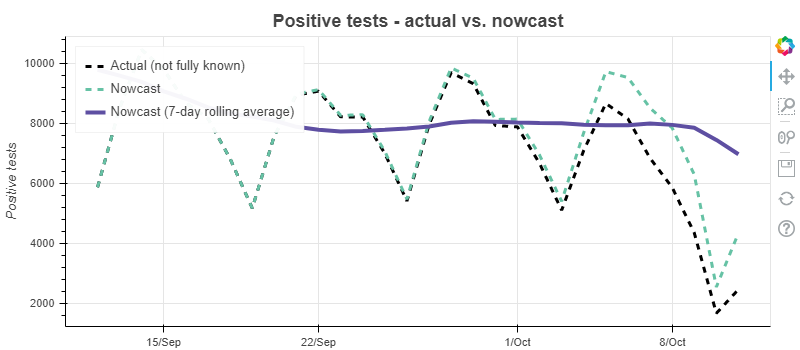 Positive tests - actual vs. nowcast
Actual (not fully known)
Nowcast
Nowcast (7-day rolling average)
Positive tests
10000
8000
6000
4000
2000
15/Sep
22/Sep
1/Oct
8/Oct